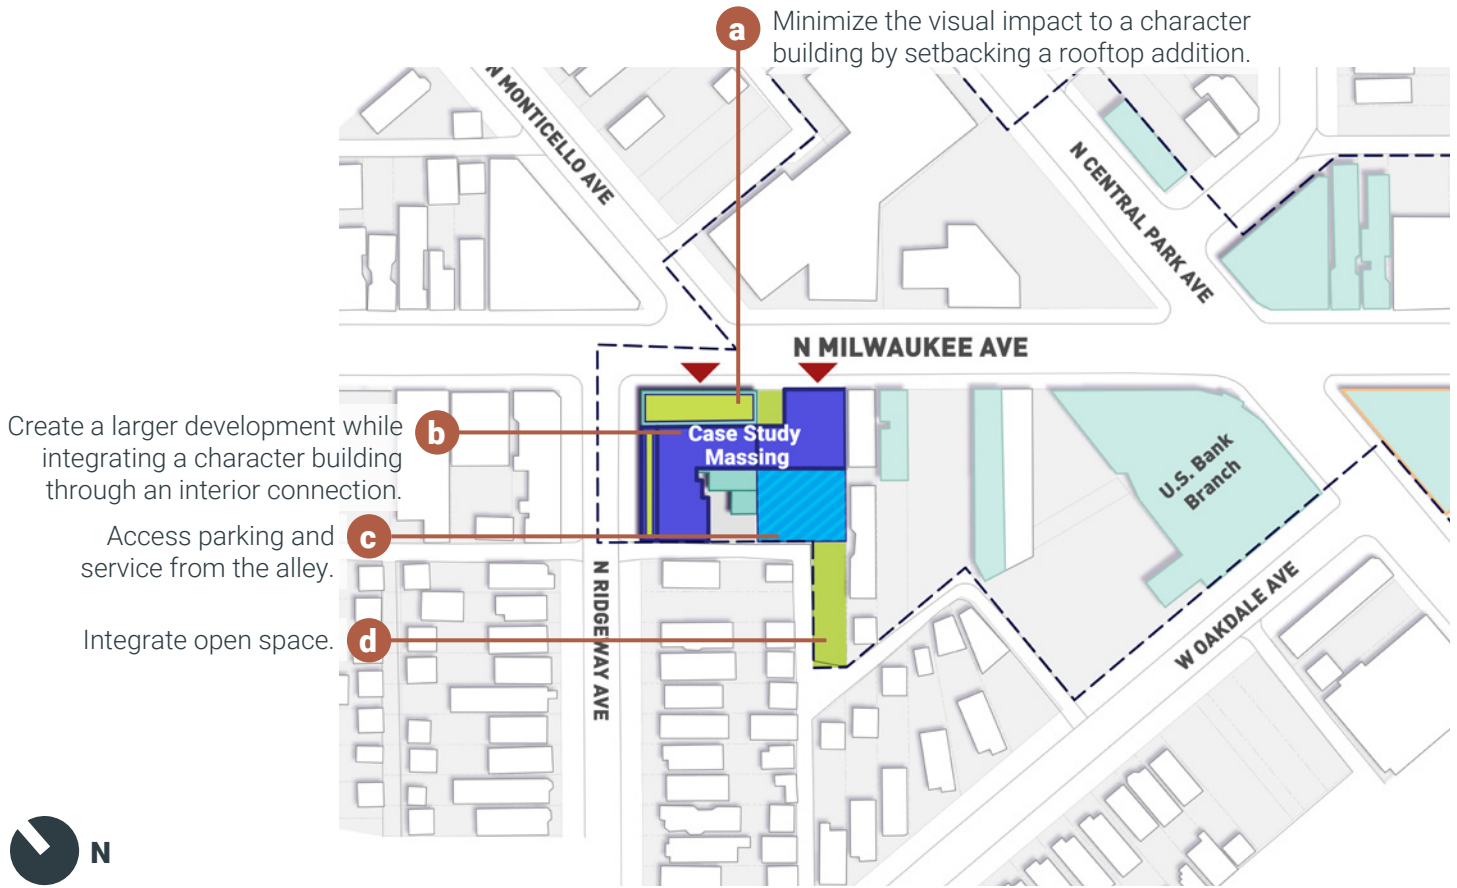 a
Minimize the visual impact to a character
building by setbacking a rooftop addition.
N MONTICELLO AVE
N CENTRAL PARK AVE
N MILWAUKEE AVE
Create a larger development while
integrating a character building
through an interior connection.
b
Case Study
Massing
U.S. Bank
Branch
Access parking and
service from the alley.
c
N RIDGEWAY AVE
W OAKDALE AVE
Integrate open space.
d
N